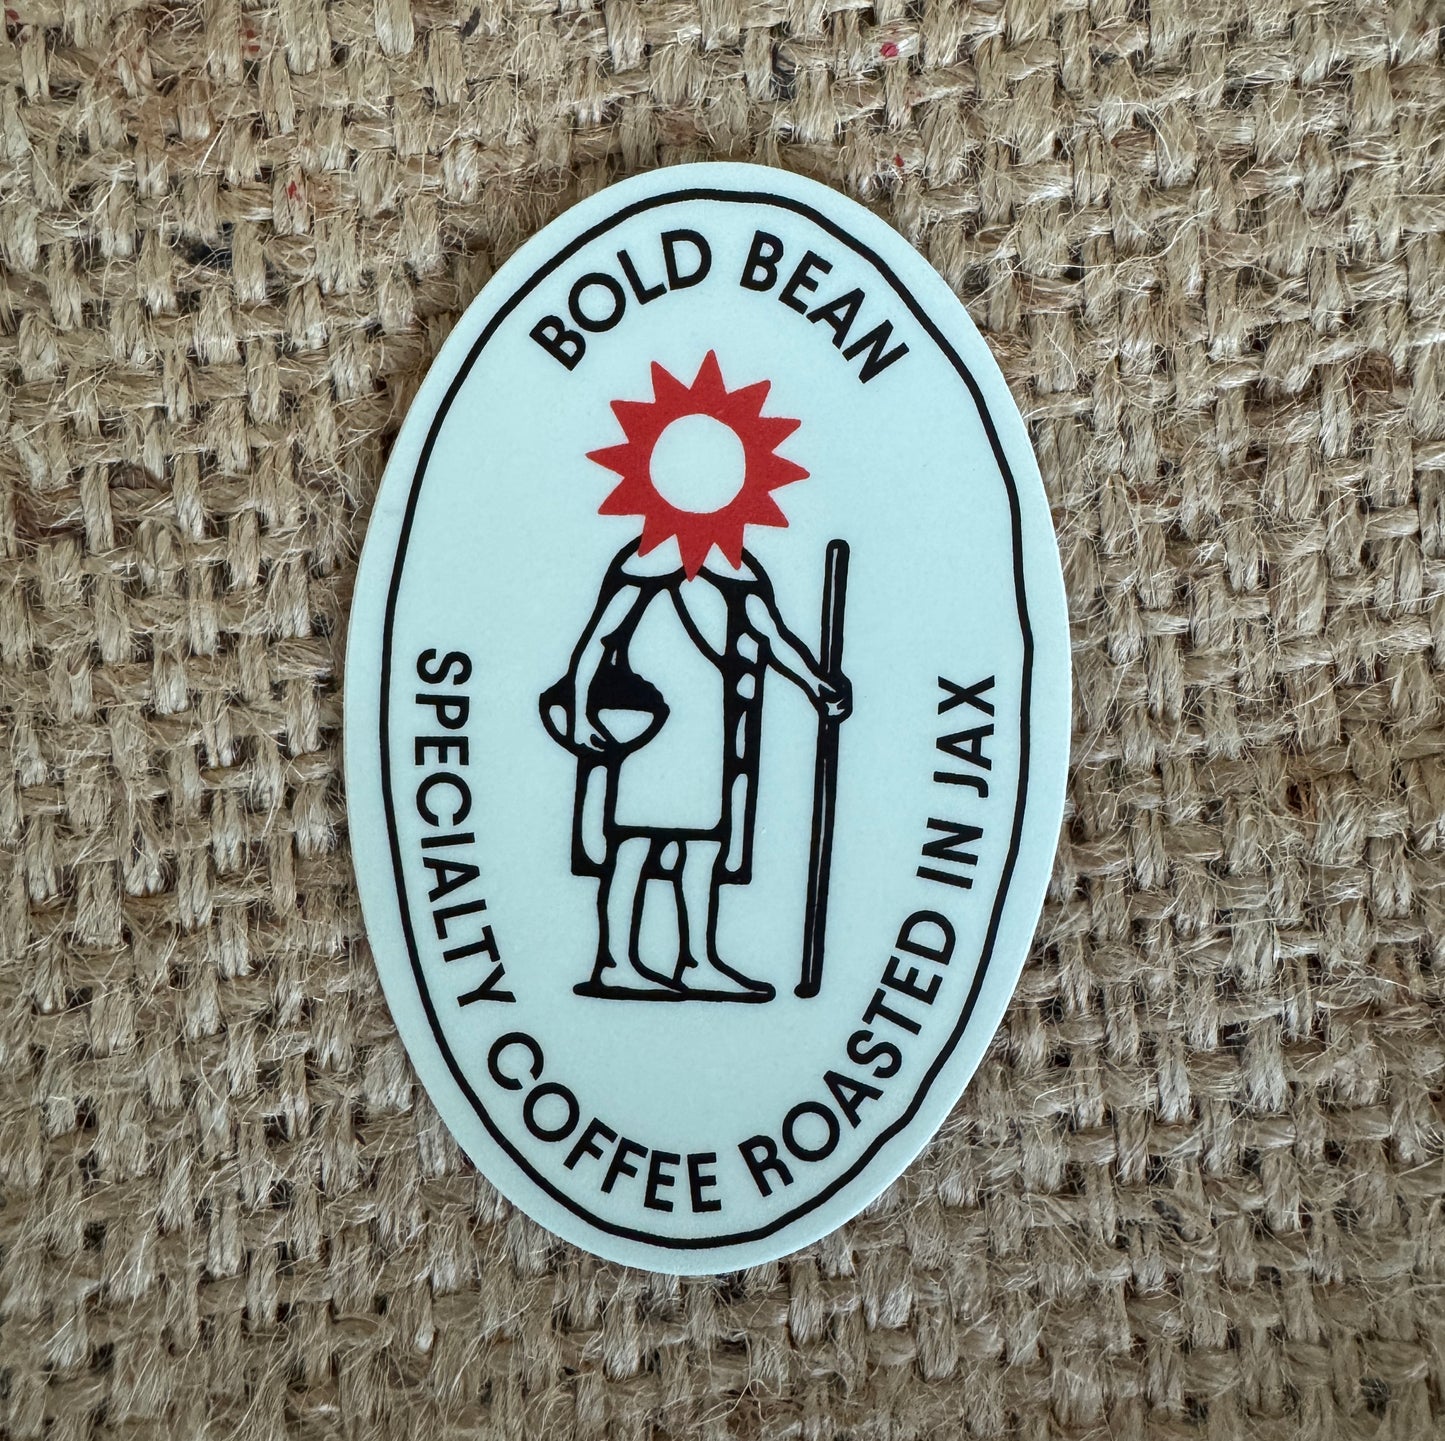 BOLD BEAN
SPECIALTY COFFEE ROASTED IN JAX